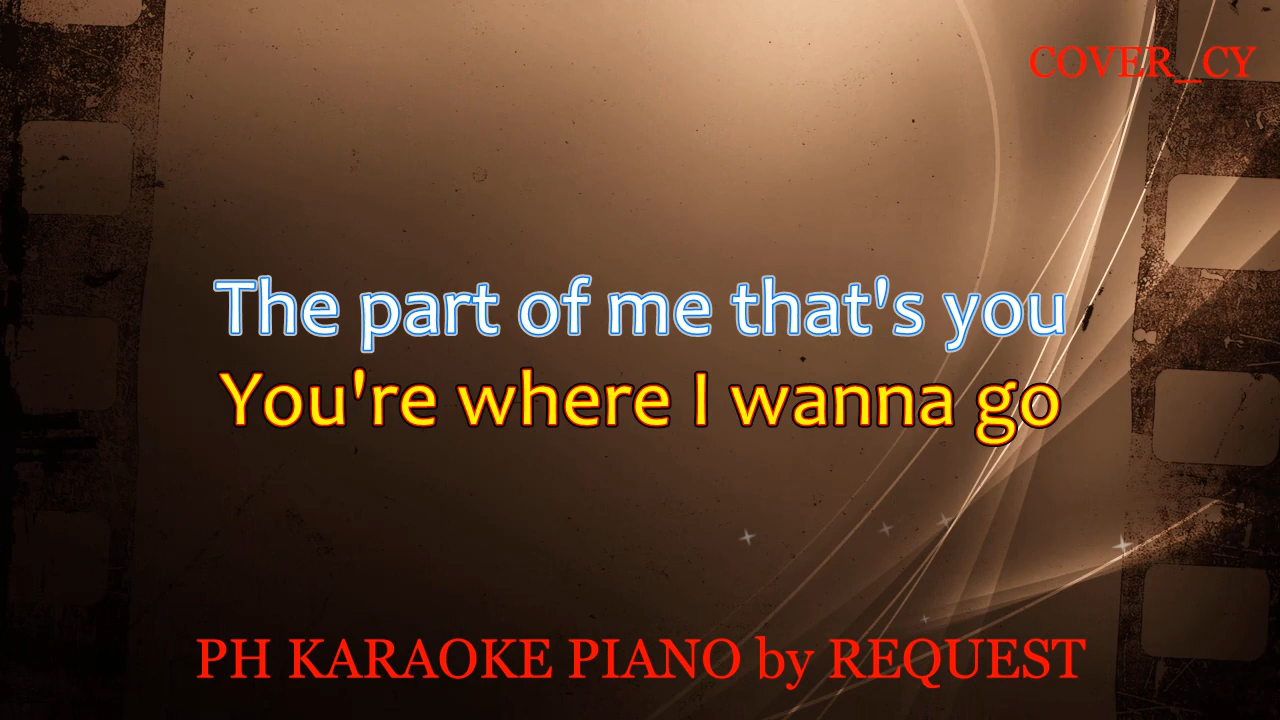 COVER_CY
The part of me that's you
You're where I wanna go
PH KARAOKE PIANO by REQUEST